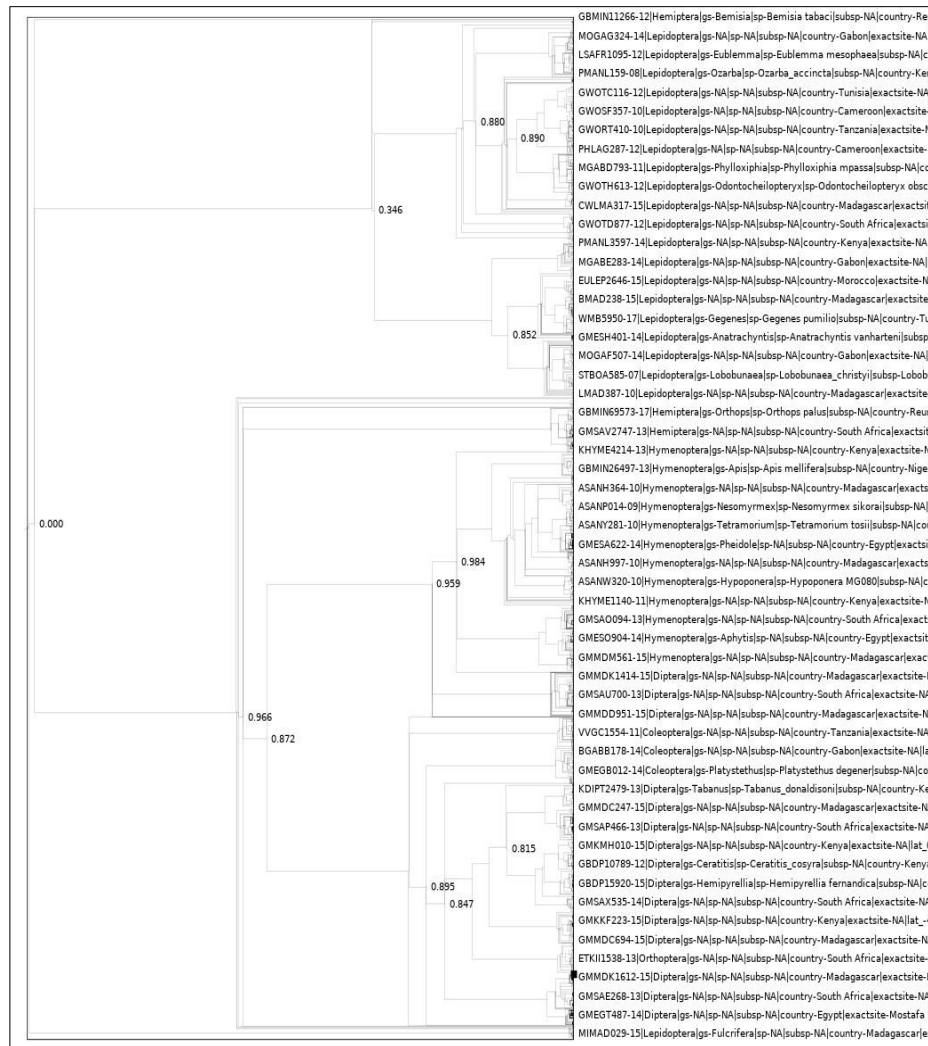 GBMIN11266-12|Hemiptera|gs-Bemisia|sp-Bemisia tabaci|subsp-NA|country-Re
MOGAG324-14|Lepidoptera|gs-NA|sp-NA|subsp-NA|country-Gabon|exactsite-NA
LSAFR1095-12|Lepidoptera|gs-Eublemma|sp-Eublemma mesophaea|subsp-NA|c
PMANL159-08|Lepidoptera|gs-Ozarba|sp-Ozarba_accincta|subsp-NA|country-Ken
GWOTC116-12|Lepidoptera|gs-NA|sp-NA|subsp-NA|country-Tunisia|exactsite-NA
GWOSF357-10|Lepidoptera|gs-NA|sp-NA|subsp-NA|country-Cameroon|exactsite-
0.880
0.890
GWORT410-10|Lepidoptera|gs-NA|sp-NA|subsp-NA|country-Tanzania|exactsite-N
PHLAG287-12|Lepidoptera|gs-NA|sp-NA|subsp-NA|country-Cameroon|exactsite-
MGABD793-11|Lepidoptera|gs-Phylloxiphia|sp-Phylloxiphia mpassa|subsp-NA|co
GWOTH613-12|Lepidoptera|gs-Odontocheilopteryx|sp-Odontocheilopteryx obsc
CWLMA317-15|Lepidoptera|gs-NA|sp-NA|subsp-NA|country-Madagascar|exactsit
0.346
GWOTD877-12|Lepidoptera|gs-NA|sp-NA|subsp-NA|country-South Africa|exactsi
PMANL3597-14|Lepidoptera|gs-NA|sp-NA|subsp-NA|country-Kenya|exactsite-NA
MGABE283-14|Lepidoptera|gs-NA|sp-NA|subsp-NA|country-Gabon|exactsite-NA|
EULEP2646-15|Lepidoptera|gs-NA|sp-NA|subsp-NA|country-Morocco|exactsite-N
BMAD238-15|Lepidoptera|gs-NA|sp-NA|subsp-NA|country-Madagascar|exactsite
WMB5950-17|Lepidoptera|gs-Gegenes|sp-Gegenes pumilio|subsp-NA|country-Tu
0.852
GMESH401-14|Lepidoptera|gs-Anatrachyntis|sp-Anatrachyntis vanharteni|subsp
MOGAF507-14|Lepidoptera|gs-NA|sp-NA|subsp-NA|country-Gabon|exactsite-NA|
STBOA585-07|Lepidoptera|gs-Lobobunaea|sp-Lobobunaea_christyi|subsp-Lobob
LMAD387-10|Lepidoptera|gs-NA|sp-NA|subsp-NA|country-Madagascar|exactsite
GBMIN69573-17|Hemiptera|gs-Orthops|sp-Orthops palus|subsp-NA|country-Reun
GMSAV2747-13|Hemiptera|gs-NA|sp-NA|subsp-NA|country-South Africa|exactsit
KHYME4214-13|Hymenoptera|gs-NA|sp-NA|subsp-NA|country-Kenya|exactsite-N
GBMIN26497-13|Hymenoptera|gs-Apis|sp-Apis mellifera|subsp-NA|country-Nige
ASANH364-10|Hymenoptera|gs-NA|sp-NA|subsp-NA|country-Madagascar|exacts
ASANP014-09|Hymenoptera|gs-Nesomyrmex|sp-Nesomyrmex sikorai|subsp-NA|
0.000
ASANY281-10|Hymenoptera|gs-Tetramorium|sp-Tetramorium tosii|subsp-NA|cou
GMESA622-14|Hymenoptera|gs-Pheidole|sp-NA|subsp-NA|country-Egypt|exactsi
0.984
ASANH997-10|Hymenoptera|gs-NA|sp-NA|subsp-NA|country-Madagascar|exacts
0.959
ASANW320-10|Hymenoptera|gs-Hypoponera|sp-Hypoponera MG080|subsp-NA|c
KHYME1140-11|Hymenoptera|gs-NA|sp-NA|subsp-NA|country-Kenya|exactsite-N
GMSAO094-13|Hymenoptera|gs-NA|sp-NA|subsp-NA|country-South Africa|exact
GMESO904-14|Hymenoptera|gs-Aphytis|sp-NA|subsp-NA|country-Egypt|exactsit
GMMDM561-15|Hymenoptera|gs-NA|sp-NA|subsp-NA|country-Madagascar|exac
GMMDK1414-15|Diptera|gs-NA|sp-NA|subsp-NA|country-Madagascar|exactsite-
GMSAU700-13|Diptera|gs-NA|sp-NA|subsp-NA|country-South Africa|exactsite-NA
0.966
GMMDD951-15|Diptera|gs-NA|sp-NA|subsp-NA|country-Madagascar|exactsite-N
0.872
VVGC1554-11|Coleoptera|gs-NA|sp-NA|subsp-NA|country-Tanzania|exactsite-NA
BGABB178-14|Coleoptera|gs-NA|sp-NA|subsp-NA|country-Gabon|exactsite-NA|la
GMEGB012-14|Coleoptera|gs-Platystethus|sp-Platystethus degener|subsp-NA|co
KDIPT2479-13|Diptera|gs-Tabanus|sp-Tabanus_donaldisoni|subsp-NA|country-Ke
GMMDC247-15|Diptera|gs-NA|sp-NA|subsp-NA|country-Madagascar|exactsite-N
GMSAP466-13|Diptera|gs-NA|sp-NA|subsp-NA|country-South Africa|exactsite-NA
0.815
GMKMH010-15|Diptera|gs-NA|sp-NA|subsp-NA|country-Kenya|exactsite-NA|lat_
GBDP10789-12|Diptera|gs-Ceratitis|sp-Ceratitis_cosyra|subsp-NA|country-Kenya
0.895
GBDP15920-15|Diptera|gs-Hemipyrellia|sp-Hemipyrellia fernandica|subsp-NA|c
0.847
GMSAX535-14|Diptera|gs-NA|sp-NA|subsp-NA|country-South Africa|exactsite-NA
GMKKF223-15|Diptera|gs-NA|sp-NA|subsp-NA|country-Kenya|exactsite-NA|lat_-
GMMDC694-15|Diptera|gs-NA|sp-NA|subsp-NA|country-Madagascar|exactsite-N
ETKII1538-13|Orthoptera|gs-NA|sp-NA|subsp-NA|country-South Africa|exactsite-
GMMDK1612-15|Diptera|gs-NA|sp-NA|subsp-NA|country-Madagascar|exactsite-
GMSAE268-13|Diptera|gs-NA|sp-NA|subsp-NA|country-South Africa|exactsite-NA
GMEGT487-14|Diptera|gs-NA|sp-NA|subsp-NA|country-Egypt|exactsite-Mostafa
MIMAD029-15|Lepidoptera|gs-Fulcrifera|sp-NA|subsp-NA|country-Madagascar|e